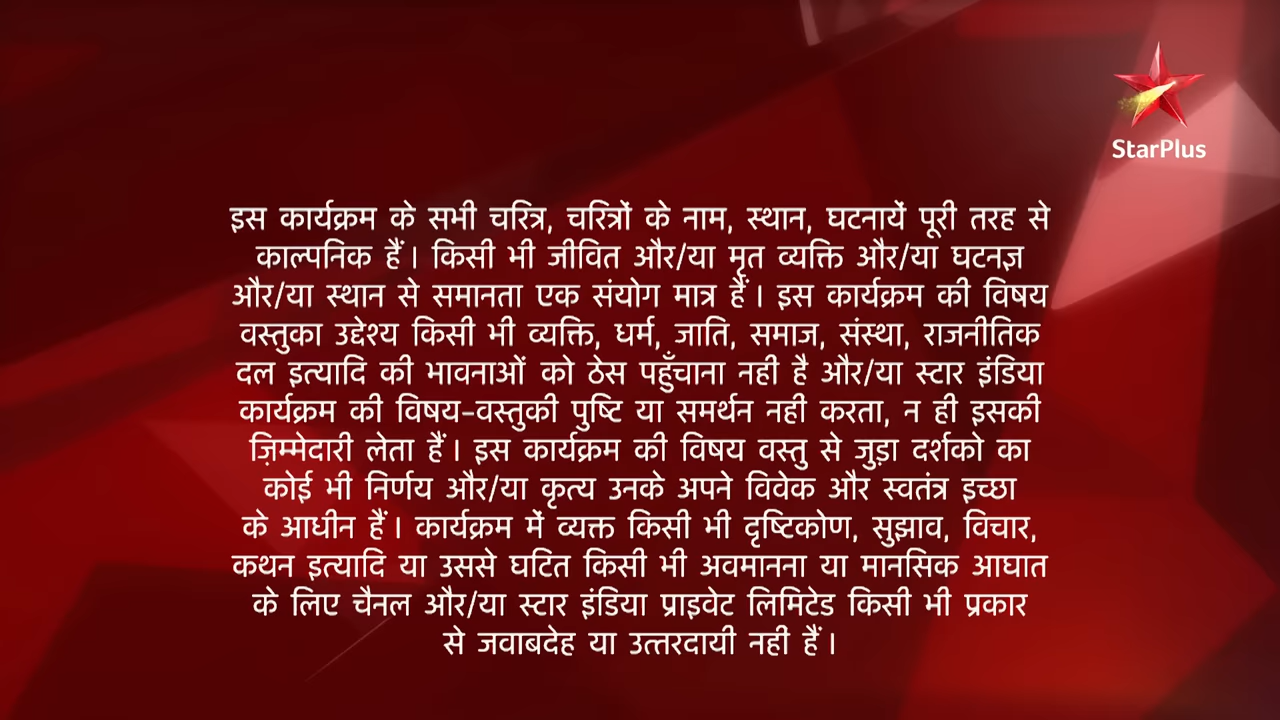 StarPlus
इस कार्यक्रम के सभी चरित्र, चरित्रों के नाम, स्थान, घटनायें पूरी तरह से
काल्पनिक हैं। किसी भी जीवित और/या मृत व्यक्ति और/या घटनज्ञ
और/या स्थान से समानता एक संयोग मात्र हैं। इस कार्यक्रम की विषय
वस्तुका उद्देश्य किसी भी व्यक्ति, धर्म, जाति, समाज, संस्था, राजनीतिक
दल इत्यादि की भावनाओं को ठेस पहुँचाना नही है और/या स्टार इंडिया
कार्यक्रम की विषय-वस्तुकी पुष्टि या समर्थन नही करता, न ही इसकी
ज़िम्मेदारी लेता हैं। इस कार्यक्रम की विषय वस्तु से जुड़ा दर्शको का
कोई भी निर्णय और/या कृत्य उनके अपने विवेक और स्वतंत्र इच्छा
के आधीन हैं। कार्यक्रम में व्यक्त किसी भी दृष्टिकोण, सुझाव, विचार,
कथन इत्यादि या उससे घटित किसी भी अवमानना या मानसिक आघात
के लिए चैनल और/या स्टार इंडिया प्राइवेट लिमिटेड किसी भी प्रकार
से जवाबदेह या उत्तरदायी नही हैं।